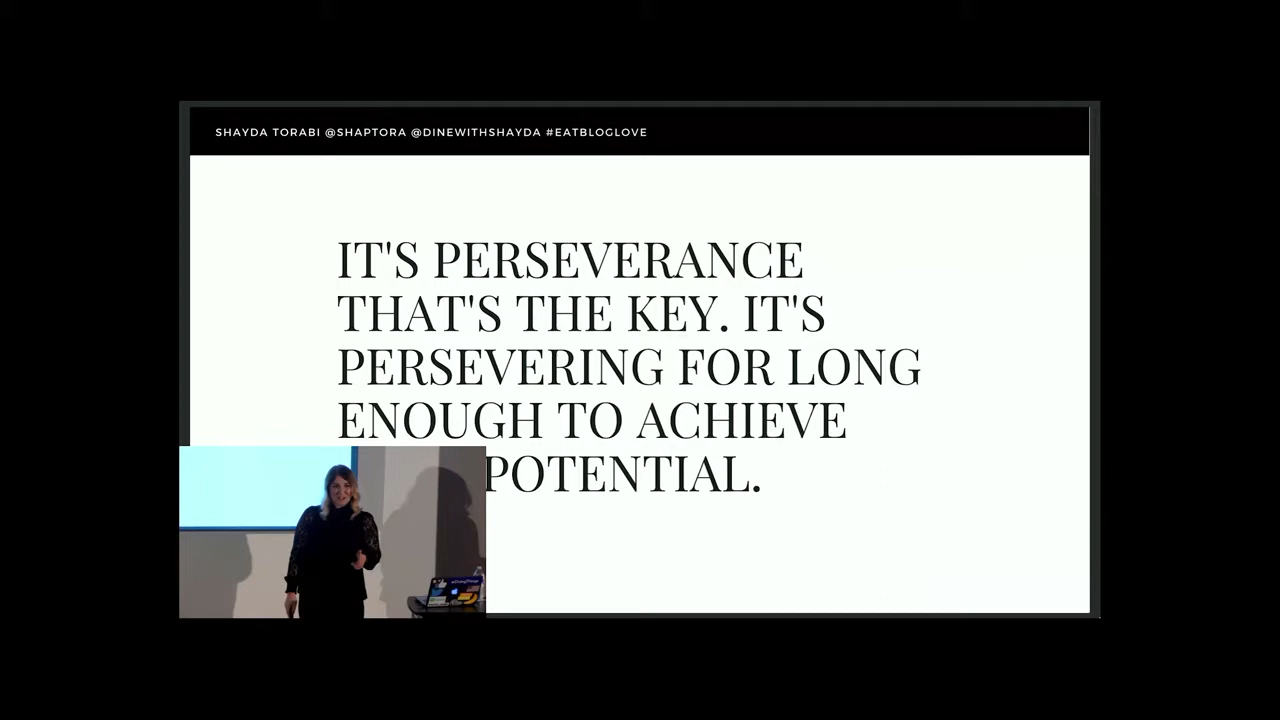 SHAYDA TORABI @SHAPTORA @DINEWITHSHAYDA #EATBLOGLOVE
IT'S PERSEVERANCE
THAT'S THE KEY. IT'S
PERSEVERING FOR LONG
ENOUGH TO ACHIEVE
POTENTIAL.